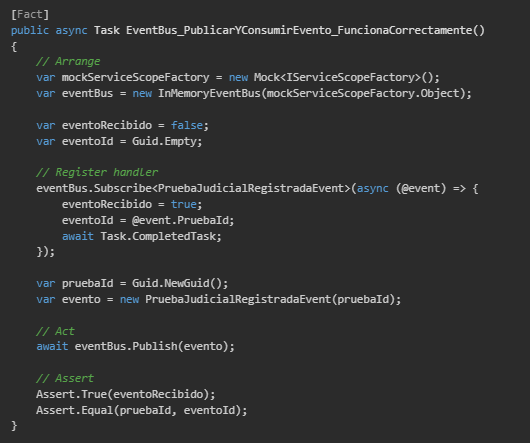 [Fact]
public async Task EventBus_PublicarYConsumirEvento_FuncionaCorrectamente()
{
    // Arrange
    var mockServiceScopeFactory = new Mock<IServiceScopeFactory>();
    var eventBus = new InMemoryEventBus(mockServiceScopeFactory.Object);

    var eventoRecibido = false;
    var eventoId = Guid.Empty;

    // Register handler
    eventBus.Subscribe<PruebaJudicialRegistradaEvent>(async (@event) => {
        eventoRecibido = true;
        eventoId = @event.PruebaId;
        await Task.CompletedTask;
    });

    var pruebaId = Guid.NewGuid();
    var evento = new PruebaJudicialRegistradaEvent(pruebaId);

    // Act
    await eventBus.Publish(evento);

    // Assert
    Assert.True(eventoRecibido);
    Assert.Equal(pruebaId, eventoId);
}